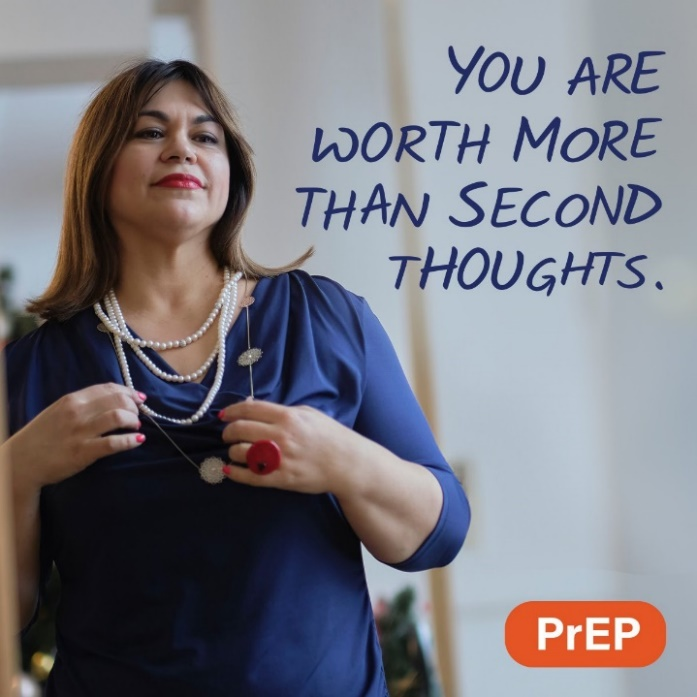 YOU ARE
WORTH MORE
THAN SECOND
THOUGHTS.
PrEP